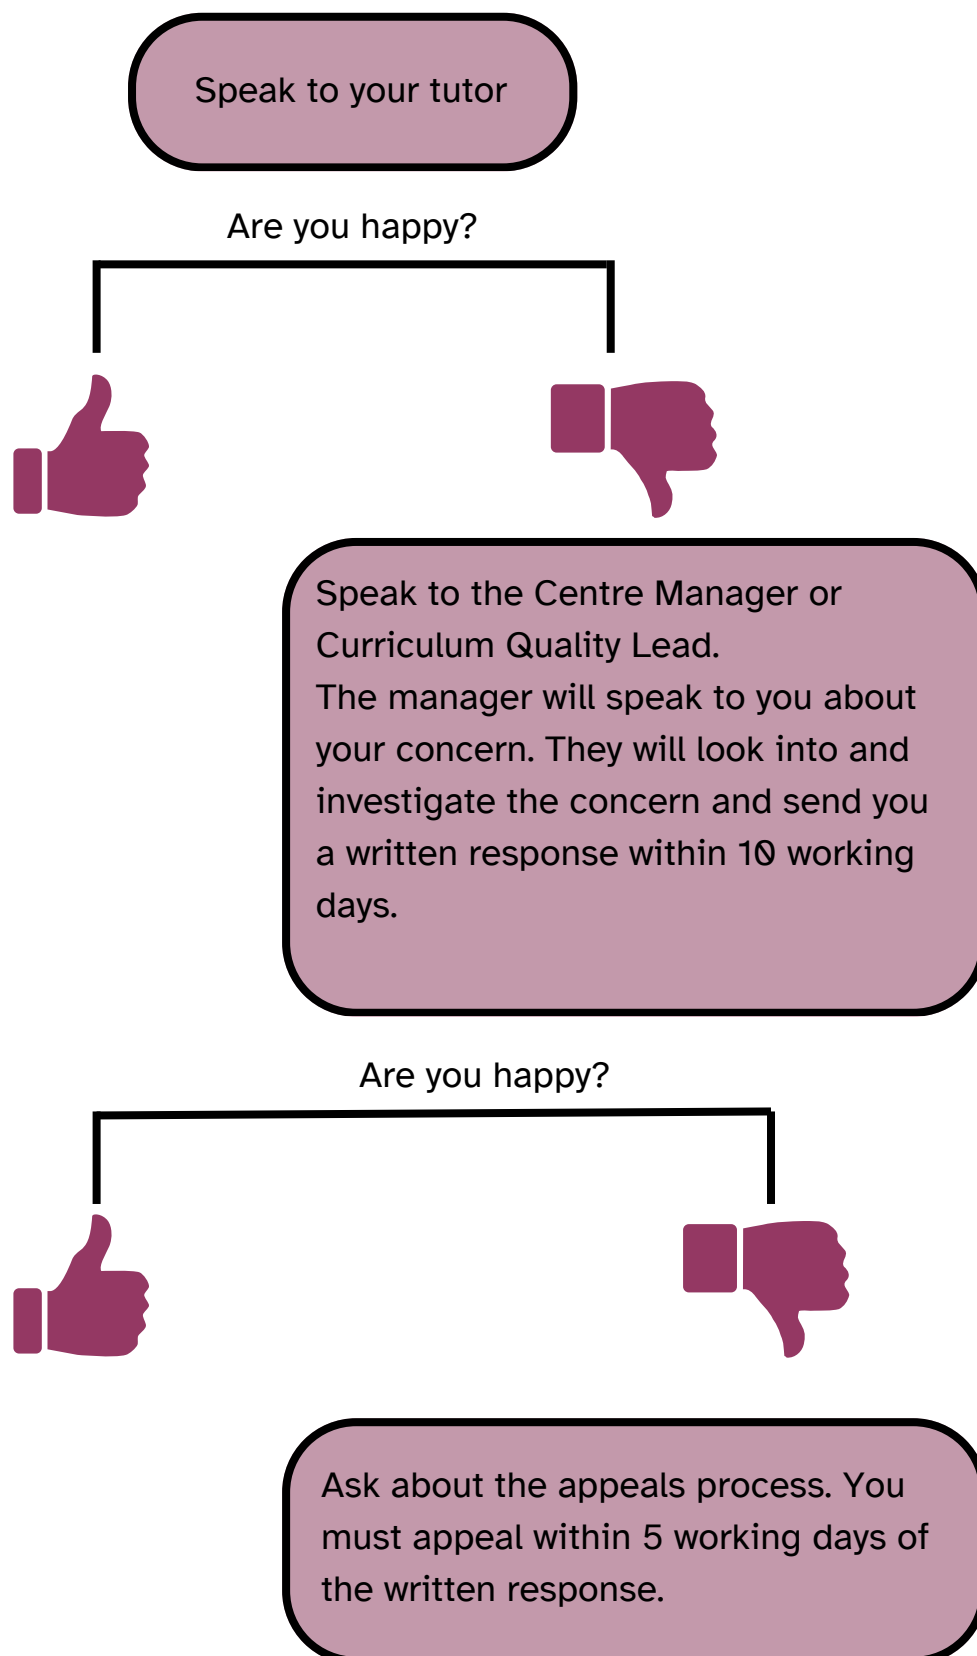 Speak to your tutor
Are you happy?
Speak to the Centre Manager or
Curriculum Quality Lead.
The manager will speak to you about
your concern. They will look into and
investigate the concern and send you
a written response within 10 working
days.
Are you happy?
Ask about the appeals process. You
must appeal within 5 working days of
the written response.